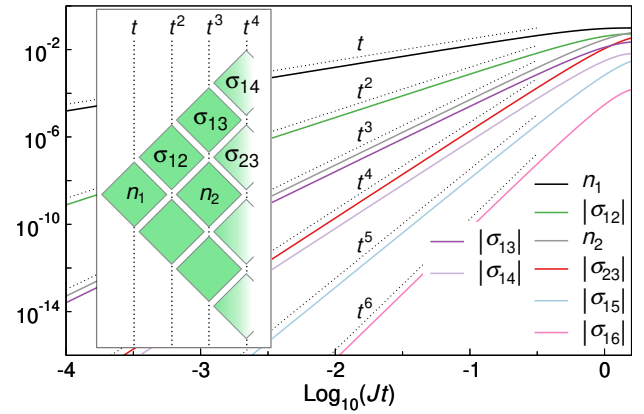 t t² t³ t⁴
10⁻²
10⁻⁶
10⁻¹⁰
10⁻¹⁴
σ₁₄
σ₁₃
σ₁₂ σ₂₃
n₁ n₂
t
t²
t³
t⁴
t⁵
t⁶
n₁
|σ₁₂|
|σ₁₃| n₂
|σ₁₄| |σ₂₃|
|σ₁₅|
|σ₁₆|
-4 -3 -2 -1 0
Log₁₀(Jt)